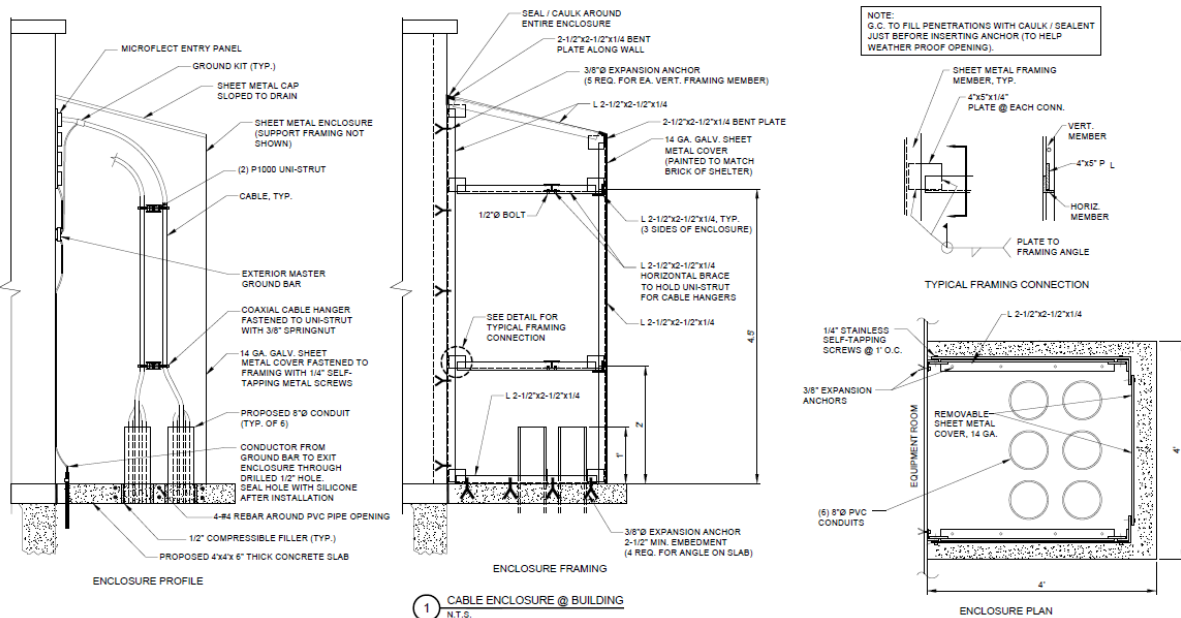 MICROFLECT ENTRY PANEL
GROUND KIT (TYP.)
SHEET METAL CAP
SLOPED TO DRAIN
SHEET METAL ENCLOSURE
(SUPPORT FRAMING NOT
SHOWN)
(2) P1000 UNI-STRUT
CABLE, TYP.
EXTERIOR MASTER
GROUND BAR
COAXIAL CABLE HANGER
FASTENED TO UNI-STRUT
WITH 3/8" SPRINGNUT
14 GA. GALV. SHEET
METAL COVER FASTENED TO
FRAMING WITH 1/4" SELF-
TAPPING METAL SCREWS
PROPOSED 8"Ø CONDUIT
(TYP. OF 6)
CONDUCTOR FROM
GROUND BAR TO EXIT
ENCLOSURE THROUGH
DRILLED 1/2" HOLE.
SEAL HOLE WITH SILICONE
AFTER INSTALLATION
4-#4 REBAR AROUND PVC PIPE OPENING
1/2" COMPRESSIBLE FILLER (TYP.)
PROPOSED 4'x4'x 6" THICK CONCRETE SLAB
ENCLOSURE PROFILE
SEAL / CAULK AROUND
ENTIRE ENCLOSURE
2-1/2"x2-1/2"x1/4 BENT
PLATE ALONG WALL
3/8"Ø EXPANSION ANCHOR
(5 REQ. FOR EA. VERT. FRAMING MEMBER)
L 2-1/2"x2-1/2"x1/4
2-1/2"x2-1/2"x1/4 BENT PLATE
14 GA. GALV. SHEET
METAL COVER
(PAINTED TO MATCH
BRICK OF SHELTER)
1/2"Ø BOLT
L 2-1/2"x2-1/2"x1/4, TYP.
(3 SIDES OF ENCLOSURE)
L 2-1/2"x2-1/2"x1/4
HORIZONTAL BRACE
TO HOLD UNI-STRUT
FOR CABLE HANGERS
SEE DETAIL FOR
TYPICAL FRAMING
CONNECTION
L 2-1/2"x2-1/2"x1/4
L 2-1/2"x2-1/2"x1/4
4.5'
2'
1'
3/8"Ø EXPANSION ANCHOR
2-1/2" MIN. EMBEDMENT
(4 REQ. FOR ANGLE ON SLAB)
ENCLOSURE FRAMING
1 CABLE ENCLOSURE @ BUILDING
N.T.S.
NOTE:
G.C. TO FILL PENETRATIONS WITH CAULK / SEALENT
JUST BEFORE INSERTING ANCHOR (TO HELP
WEATHER PROOF OPENING).
SHEET METAL FRAMING
MEMBER, TYP.
4"x5"x1/4"
PLATE @ EACH CONN.
VERT.
MEMBER
4"x5" P L
HORIZ.
MEMBER
PLATE TO
FRAMING ANGLE
TYPICAL FRAMING CONNECTION
L 2-1/2"x2-1/2"x1/4
1/4" STAINLESS
SELF-TAPPING
SCREWS @ 1' O.C.
3/8" EXPANSION
ANCHORS
REMOVABLE
SHEET METAL
COVER, 14 GA.
EQUIPMENT ROOM
(6) 8"Ø PVC
CONDUITS
4'
4'
ENCLOSURE PLAN